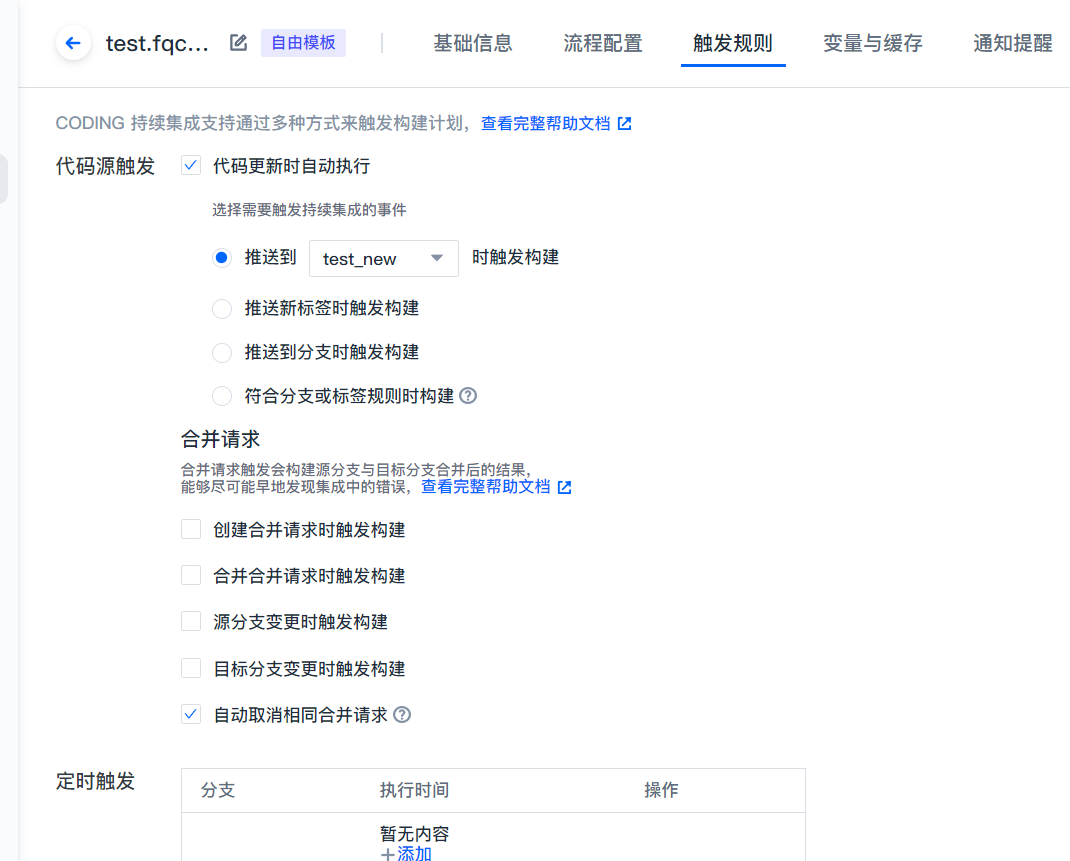 test.fqc... 自由模板 基础信息 流程配置 触发规则 变量与缓存 通知提醒
CODING 持续集成支持通过多种方式来触发构建计划，查看完整帮助文档
代码源触发 代码更新时自动执行
选择需要触发持续集成的事件
推送到 test_new 时触发构建
推送新标签时触发构建
推送到分支时触发构建
符合分支或标签规则时构建
合并请求
合并请求触发会构建源分支与目标分支合并后的结果，
能够尽可能早地发现集成中的错误，查看完整帮助文档
创建合并请求时触发构建
合并合并请求时触发构建
源分支变更时触发构建
目标分支变更时触发构建
自动取消相同合并请求
定时触发 分支 执行时间 操作
暂无内容
+添加